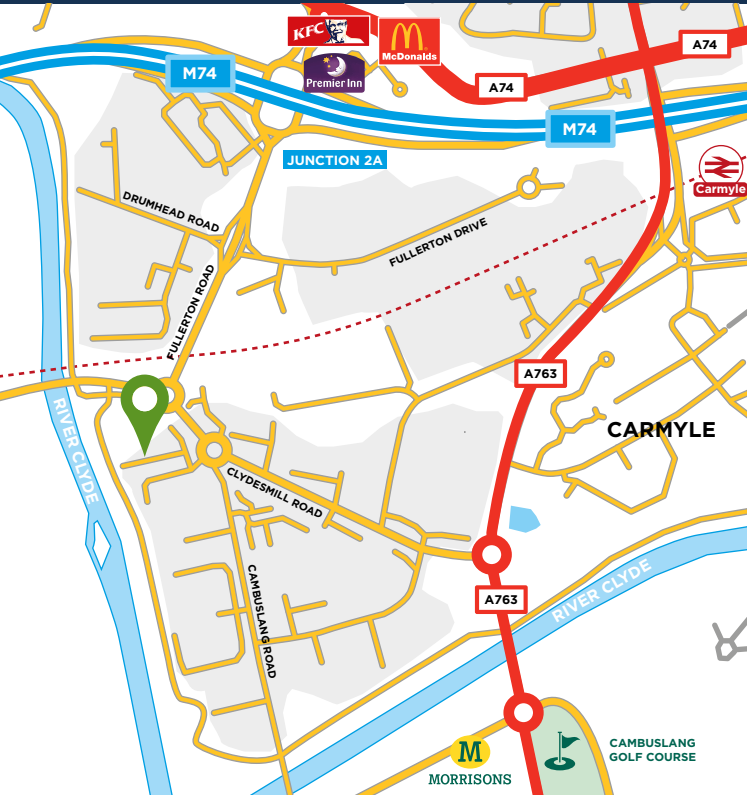 KFC
McDonalds
Premier Inn
A74
A74
M74
M74
JUNCTION 2A
Carmyle
DRUMHEAD ROAD
FULLERTON DRIVE
FULLERTON ROAD
A763
RIVER CLYDE
CARMYLE
CLYDESMILL ROAD
CAMBUSLANG ROAD
A763
RIVER CLYDE
M
MORRISONS
CAMBUSLANG
GOLF COURSE